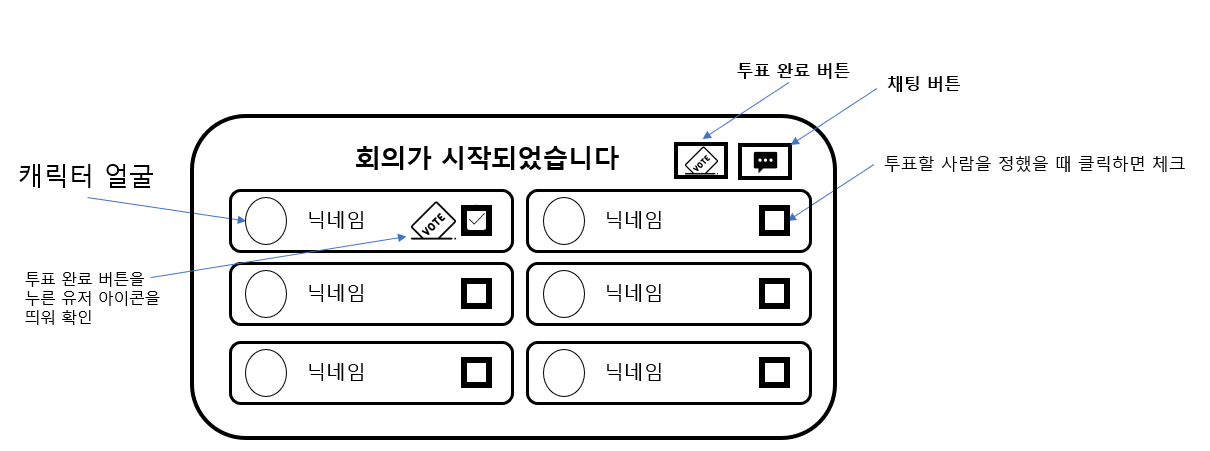 투표 완료 버튼
채팅 버튼
회의가 시작되었습니다
VOTE
투표할 사람을 정했을 때 클릭하면 체크
캐릭터 얼굴
닉네임
VOTE
닉네임
투표 완료 버튼을
누른 유저 아이콘을
띄워 확인
닉네임
닉네임
닉네임
닉네임